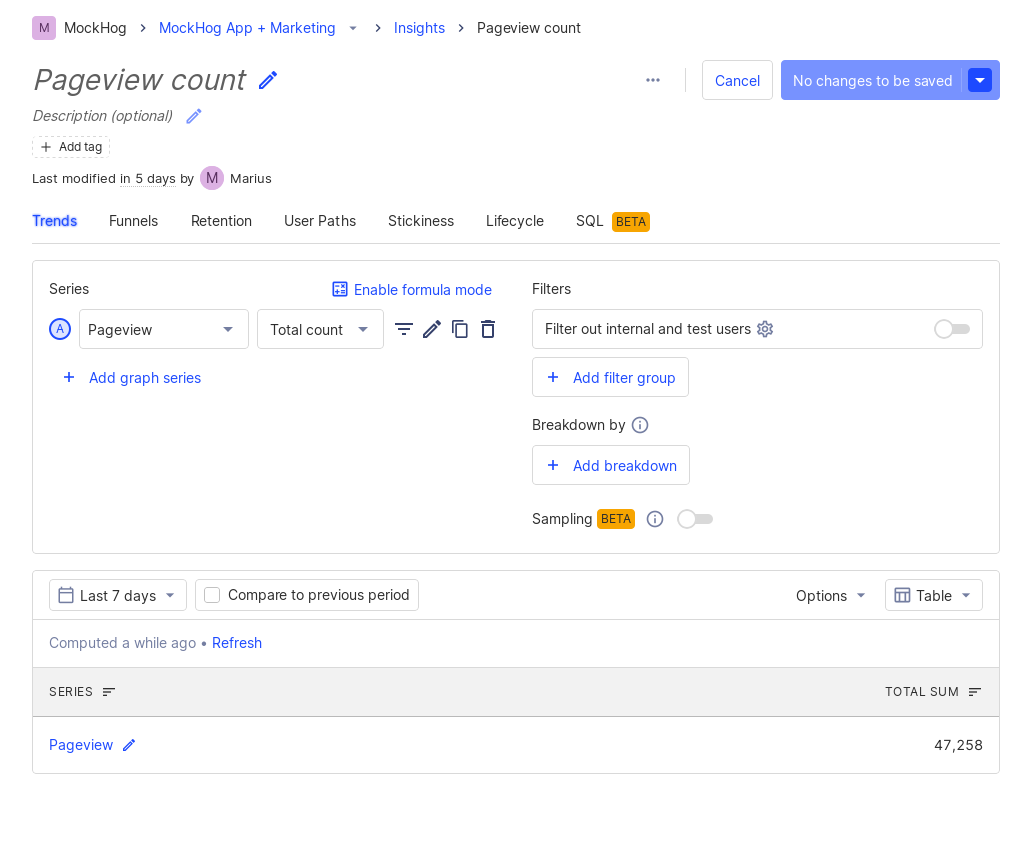 M MockHog MockHog App + Marketing Insights Pageview count
Pageview count
Cancel No changes to be saved
Description (optional)
Add tag
Last modified in 5 days by M Marius
Trends Funnels Retention User Paths Stickiness Lifecycle SQL BETA
Series Enable formula mode
A Pageview Total count
Add graph series
Filters
Filter out internal and test users
Add filter group
Breakdown by
Add breakdown
Sampling BETA
Last 7 days Compare to previous period Options Table
Computed a while ago • Refresh
SERIES TOTAL SUM
Pageview 47,258